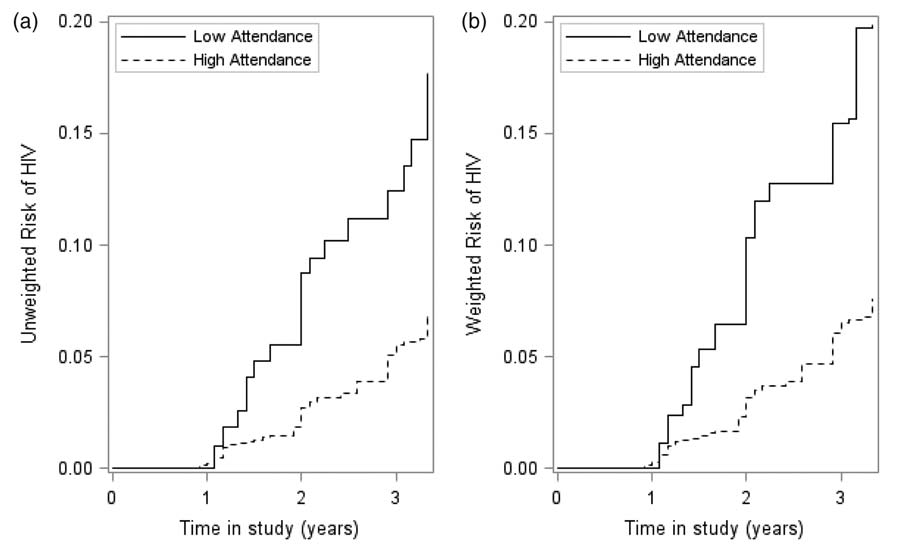 (a)
Unweighted Risk of HIV
0.20
0.15
0.10
0.05
0.00
Low Attendance
High Attendance
0 1 2 3
Time in study (years)
(b)
Weighted Risk of HIV
0.20
0.15
0.10
0.05
0.00
Low Attendance
High Attendance
0 1 2 3
Time in study (years)